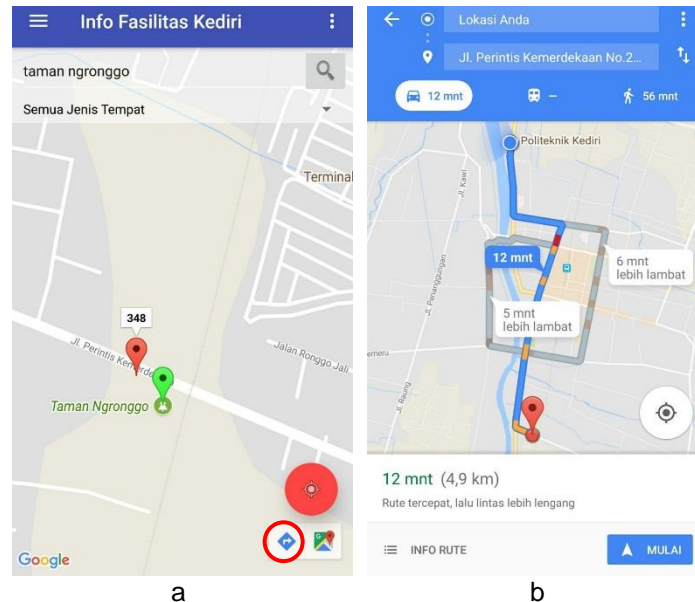 Info Fasilitas Kediri
taman ngronggo
Semua Jenis Tempat
Terminal
348
Jl. Perintis Kemerde
Jalan Ronggo Jali
Taman Ngronggo
Google
a
Lokasi Anda
Jl. Perintis Kemerdekaan No.2...
12 mnt
–
56 mnt
Politeknik Kediri
Jl. Kawi
12 mnt
6 mnt
lebih lambat
Jl. Penanggungan
5 mnt
lebih lambat
emeru
Jl. Raung
12 mnt (4,9 km)
Rute tercepat, lalu lintas lebih lengang
INFO RUTE
MULAI
b